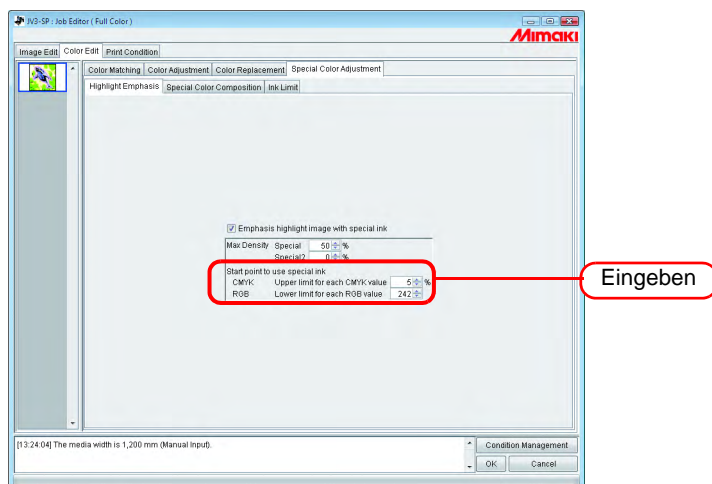 JV3-SP : Job Editor ( Full Color )
Mimaki
Image Edit Color Edit Print Condition
Color Matching Color Adjustment Color Replacement Special Color Adjustment
Highlight Emphasis Special Color Composition Ink Limit
Emphasis highlight image with special ink
Max Density Special 50 %
Special2 0 %
Start point to use special ink
CMYK Upper limit for each CMYK value 5 %
RGB Lower limit for each RGB value 242
Eingeben
[13:24:04] The media width is 1,200 mm (Manual Input).
Condition Management
OK Cancel